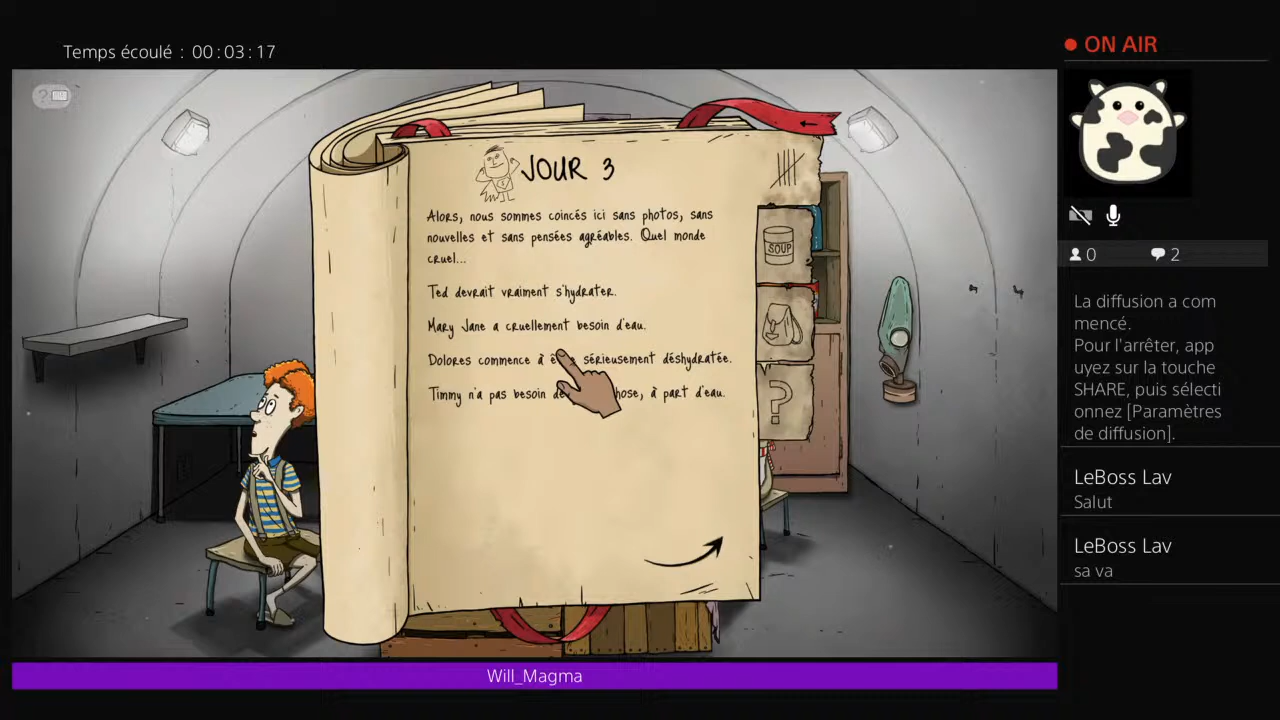 Temps écoulé : 00:03:17
ON AIR
JOUR 3
Alors, nous sommes coincés ici sans photos, sans
nouvelles et sans pensées agréables. Quel monde
cruel...
Ted devrait vraiment s'hydrater.
Mary Jane a cruellement besoin d'eau.
Dolores commence à sérieusement déshydratée.
Timmy n'a pas besoin à part d'eau.
SOUP
?
0
2
La diffusion a com
mencé.
Pour l'arrêter, app
uyez sur la touche
SHARE, puis sélecti
onnez [Paramètres
de diffusion].
LeBoss Lav
Salut
LeBoss Lav
sa va
Will_Magma